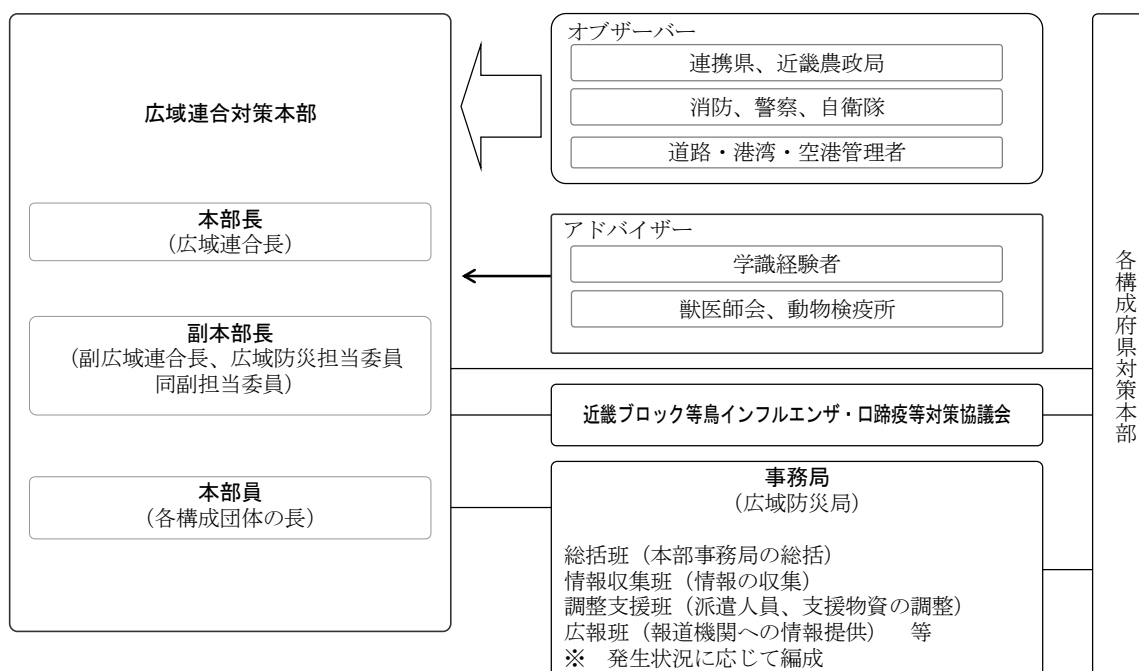 広域連合対策本部
本部長
(広域連合長)
副本部長
(副広域連合長、広域防災担当委員
同副担当委員)
本部員
(各構成団体の長)
オブザーバー
連携県、近畿農政局
消防、警察、自衛隊
道路・港湾・空港管理者
アドバイザー
学識経験者
獣医師会、動物検疫所
近畿ブロック等鳥インフルエンザ・口蹄疫等対策協議会
事務局
(広域防災局)
総括班(本部事務局の総括)
情報収集班(情報の収集)
調整支援班(派遣人員、支援物資の調整)
広報班(報道機関への情報提供) 等
※ 発生状況に応じて編成
各構成府県対策本部